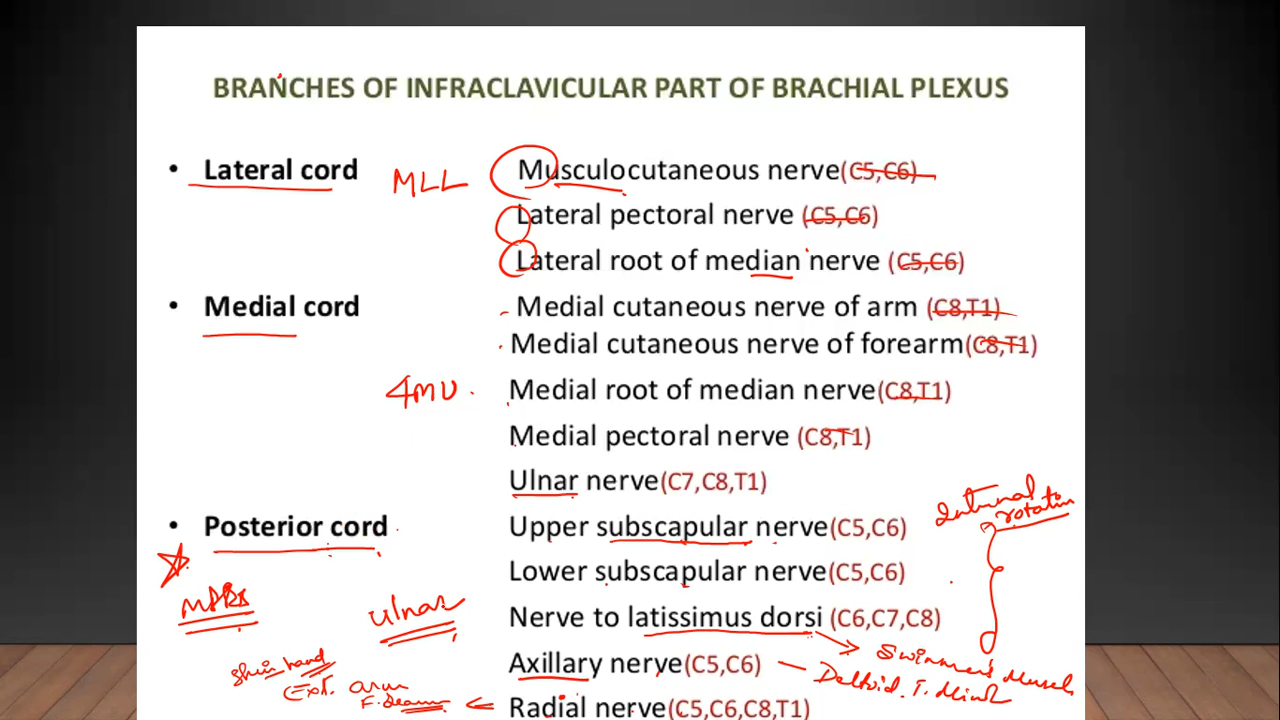 BRANCHES OF INFRACLAVICULAR PART OF BRACHIAL PLEXUS
• Lateral cord MLL Musculocutaneous nerve(C5,C6)
Lateral pectoral nerve (C5,C6)
Lateral root of median nerve (C5,C6)
• Medial cord Medial cutaneous nerve of arm (C8,T1)
Medial cutaneous nerve of forearm(C8,T1)
4MU Medial root of median nerve(C8,T1)
Medial pectoral nerve (C8,T1)
Ulnar nerve(C7,C8,T1)
Internal rotation
• Posterior cord Upper subscapular nerve(C5,C6)
Lower subscapular nerve(C5,C6)
Ulnar Nerve to latissimus dorsi (C6,C7,C8)
Swimmer's Muscle
Axillary nerve(C5,C6) – Deltoid. T. Minor
Ext. arm
Radial nerve(C5,C6,C8,T1)